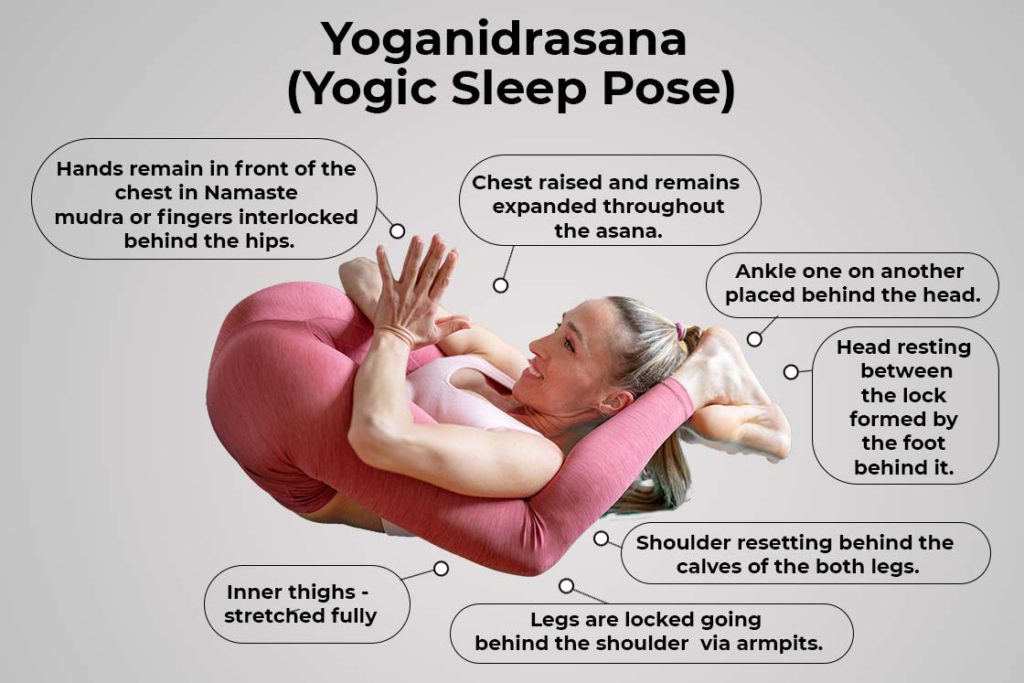 Yoganidrasana
(Yogic Sleep Pose)
Hands remain in front of the
chest in Namaste
mudra or fingers interlocked
behind the hips.
Chest raised and remains
expanded throughout
the asana.
Ankle one on another
placed behind the head.
Head resting
between
the lock
formed by
the foot
behind it.
Shoulder resetting behind the
calves of the both legs.
Inner thighs -
stretched fully
Legs are locked going
behind the shoulder via armpits.